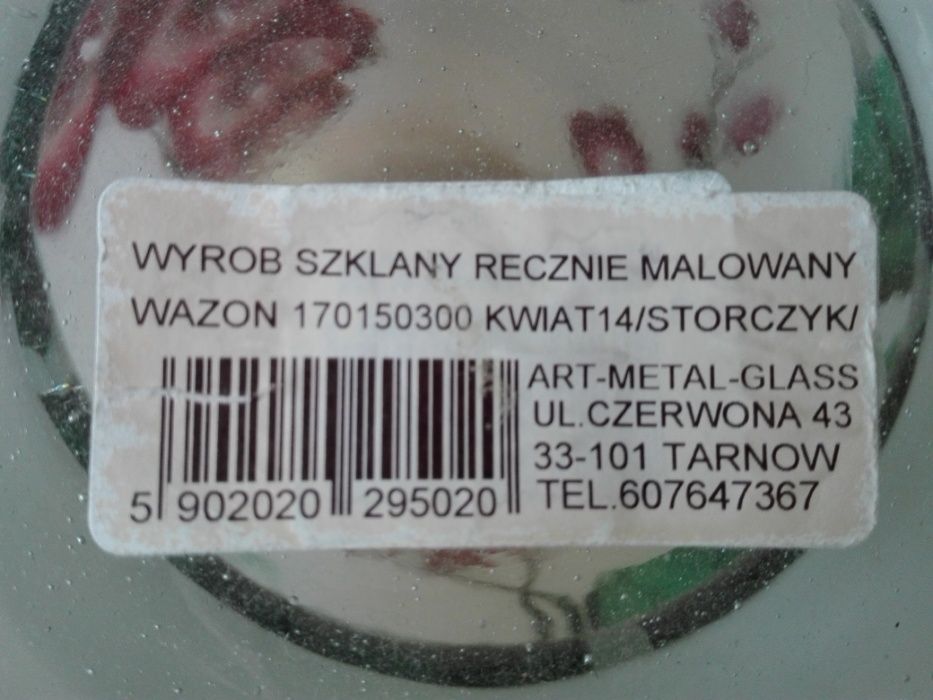 WYROB SZKLANY RECZNIE MALOWANY
WAZON 170150300 KWIAT14/STORCZYK/
ART-METAL-GLASS
UL.CZERWONA 43
33-101 TARNOW
TEL.607647367
5 902020 295020